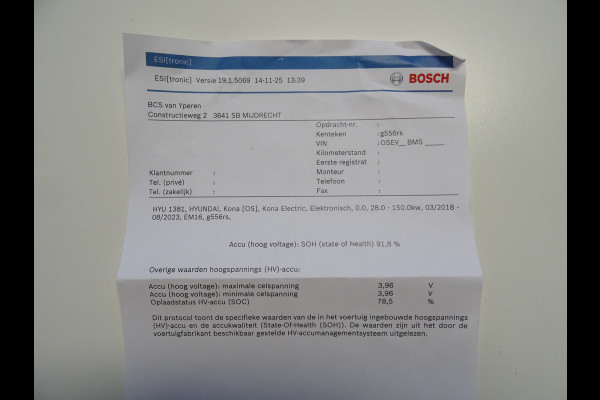 ESI[tronic]
ESI[tronic] Versie 19.1.5069 14-11-25 13:39
BOSCH
BCS van Yperen
Constructieweg 2 3641 SB MIJDRECHT
Opdracht-nr. :
Kenteken :g556rs
VIN :OSEV__ BMS ____
Kilometerstand :
Eerste registrat :
Klantnummer : Monteur :
Tel. (privé) : Telefoon :
Tel. (zakelijk) : Fax :
HYU 1381, HYUNDAI, Kona [OS], Kona Electric, Elektronisch, 0.0, 28.0 - 150.0kw, 03/2018 -
08/2023, EM16, g556rs,
Accu (hoog voltage): SOH (state of health) 91,8 %
Overige waarden hoogspannings (HV)-accu:
Accu (hoog voltage): maximale celspanning 3,96 V
Accu (hoog voltage): minimale celspanning 3,96 V
Oplaadstatus HV-accu (SOC) 78,5 %
Dit protocol toont de specifieke waarden van de in het voertuig ingebouwde hoogspannings
(HV)-accu en de accukwaliteit (State-Of-Health (SOH)). De waarden zijn uit het door de
voertuigfabrikant beschikbaar gestelde HV-accumanagementsysteem uitgelezen.